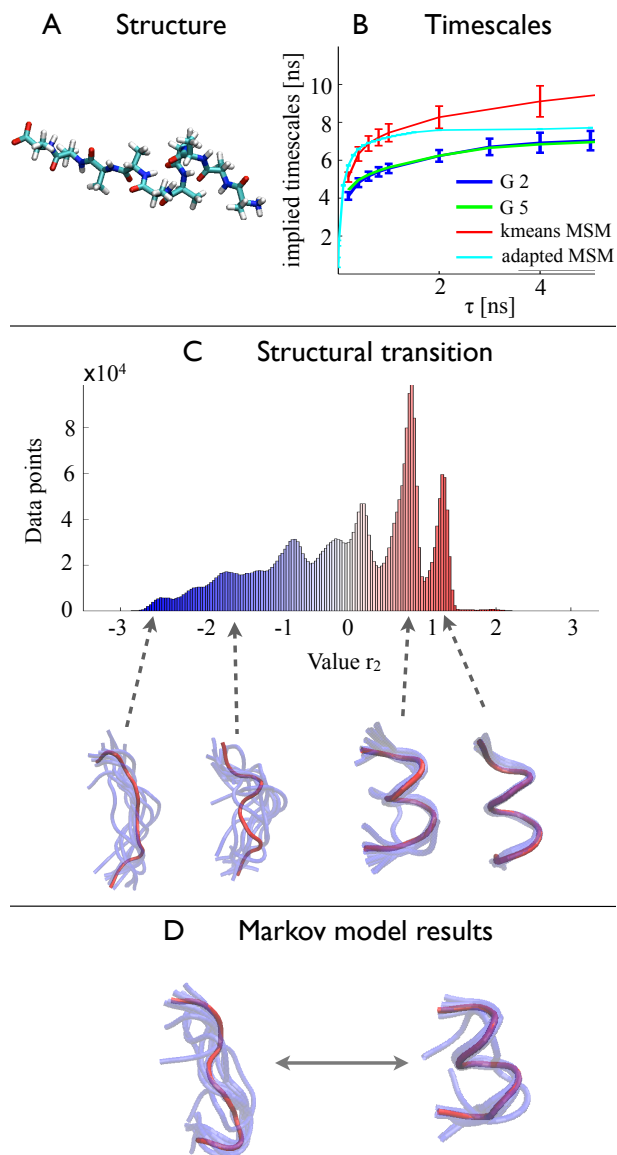 A Structure
B Timescales
implied timescales [ns]
10
8
6
4
2
G 2
G 5
kmeans MSM
adapted MSM
2 4
τ [ns]
C Structural transition
x10⁴
Data points
8
6
4
2
0
-3 -2 -1 0 1 2 3
Value r₂
D Markov model results